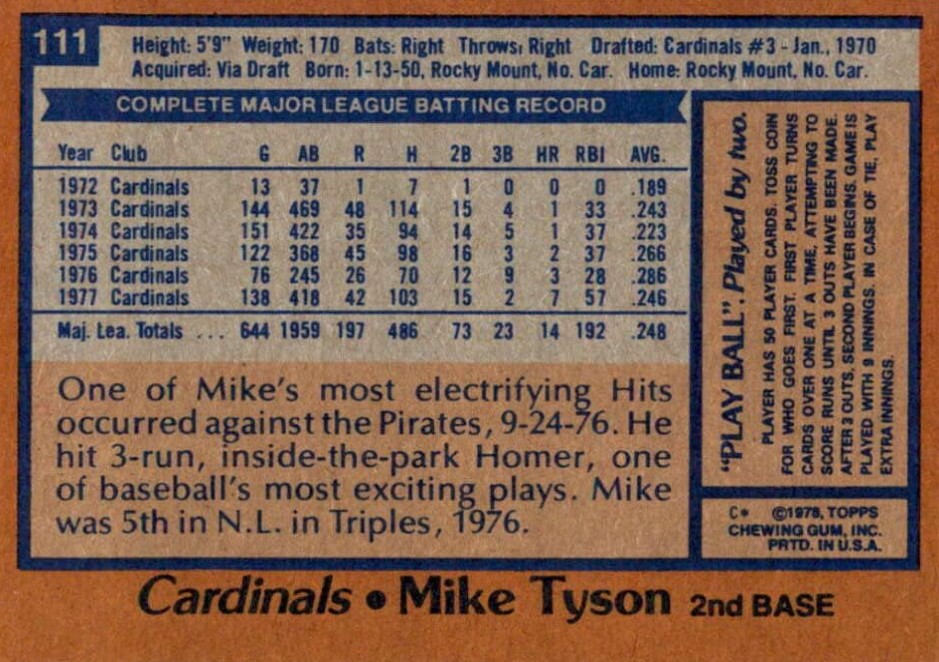 111
Height: 5'9" Weight: 170 Bats: Right Throws: Right Drafted: Cardinals #3 - Jan., 1970
Acquired: Via Draft Born: 1-13-50, Rocky Mount, No. Car. Home: Rocky Mount, No. Car.
COMPLETE MAJOR LEAGUE BATTING RECORD
Year Club G AB R H 2B 3B HR RBI AVG.
1972 Cardinals 13 37 1 7 1 0 0 0 .189
1973 Cardinals 144 469 48 114 15 4 1 33 .243
1974 Cardinals 151 422 35 94 14 5 1 37 .223
1975 Cardinals 122 368 45 98 16 3 2 37 .266
1976 Cardinals 76 245 26 70 12 9 3 28 .286
1977 Cardinals 138 418 42 103 15 2 7 57 .246
Maj. Lea. Totals ... 644 1959 197 486 73 23 14 192 .248
One of Mike's most electrifying Hits
occurred against the Pirates, 9-24-76. He
hit 3-run, inside-the-park Homer, one
of baseball's most exciting plays. Mike
was 5th in N.L. in Triples, 1976.
"PLAY BALL". Played by two.
PLAYER HAS 50 PLAYER CARDS. TOSS COIN
FOR WHO GOES FIRST. FIRST PLAYER TURNS
CARDS OVER ONE AT A TIME, ATTEMPTING TO
SCORE RUNS UNTIL 3 OUTS HAVE BEEN MADE.
AFTER 3 OUTS, SECOND PLAYER BEGINS. GAME IS
PLAYED WITH 9 INNINGS. IN CASE OF TIE, PLAY
EXTRA INNINGS.
C* ©1978, TOPPS
CHEWING GUM, INC.
PRTD. IN U.S.A.
Cardinals • Mike Tyson 2nd BASE